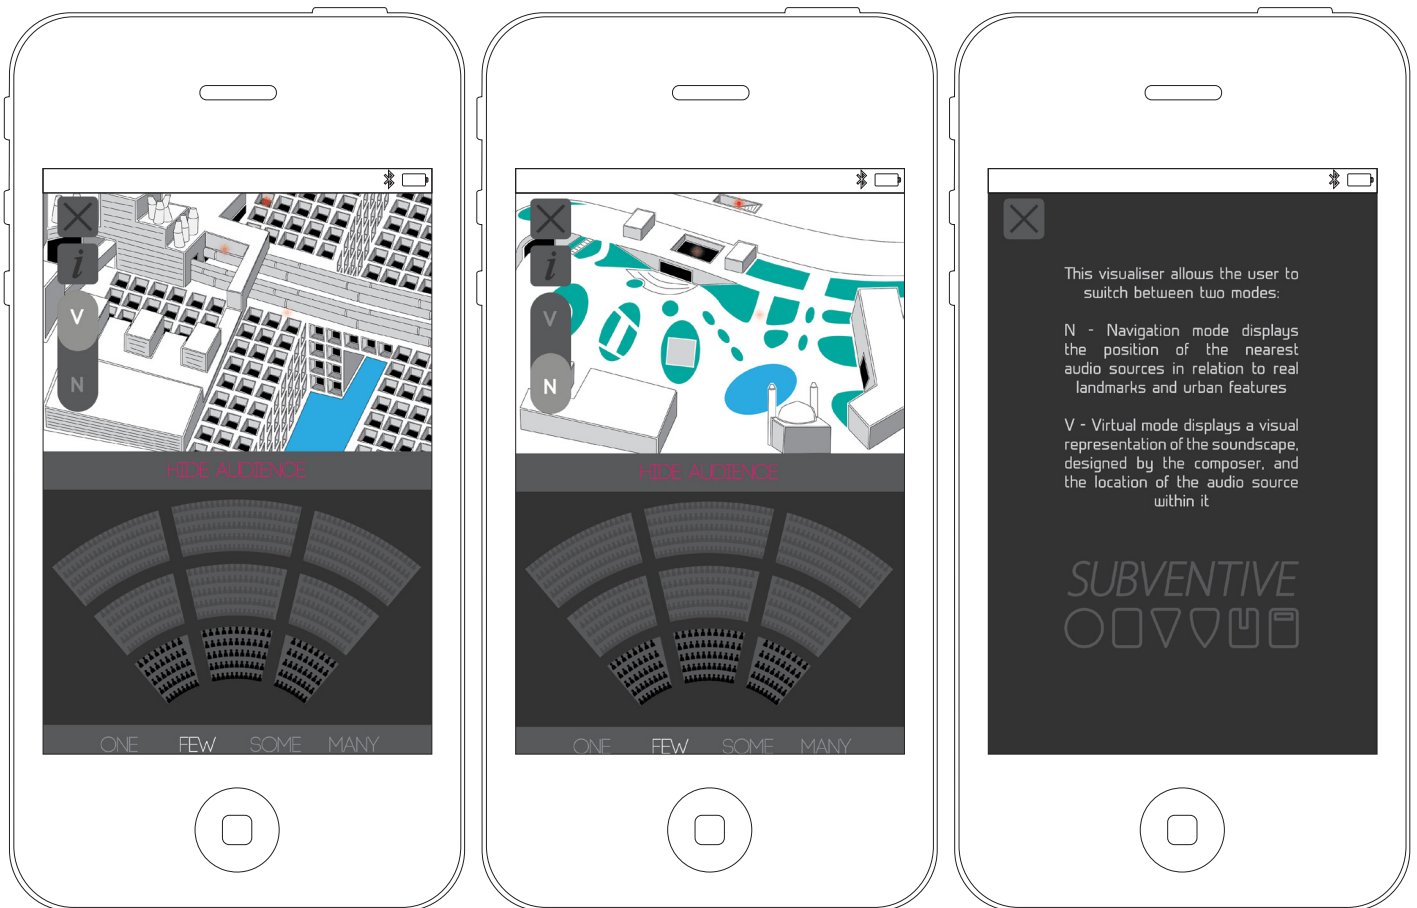 i
V
N
HIDE AUDIENCE
ONE FEW SOME MANY
i
V
N
HIDE AUDIENCE
ONE FEW SOME MANY
This visualiser allows the user to
switch between two modes:
N - Navigation mode displays
the position of the nearest
audio sources in relation to real
landmarks and urban features
V - Virtual mode displays a visual
representation of the soundscape,
designed by the composer, and
the location of the audio source
within it
SUBVENTIVE